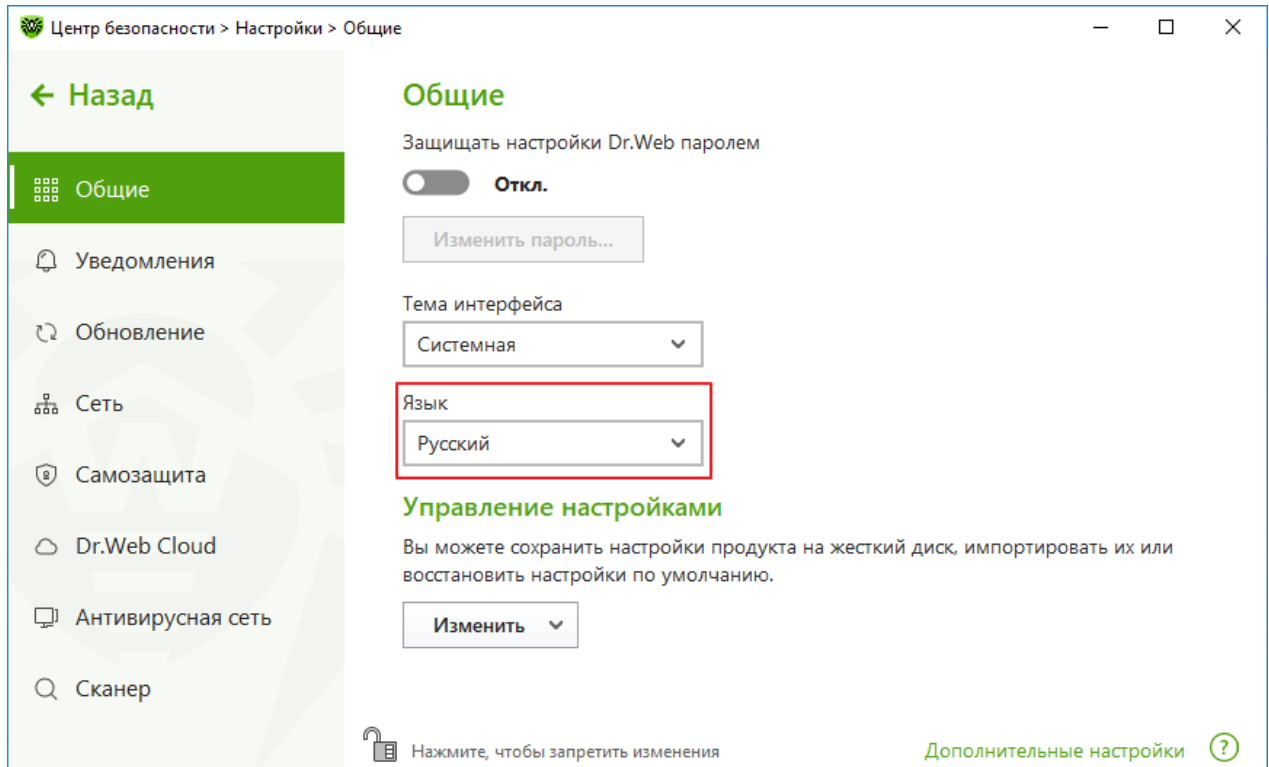 Центр безопасности > Настройки > Общие
Назад
Общие
Уведомления
Обновление
Сеть
Самозащита
Dr.Web Cloud
Антивирусная сеть
Сканер
Общие
Защищать настройки Dr.Web паролем
Откл.
Изменить пароль...
Тема интерфейса
Системная
Язык
Русский
Управление настройками
Вы можете сохранить настройки продукта на жесткий диск, импортировать их или
восстановить настройки по умолчанию.
Изменить
Нажмите, чтобы запретить изменения
Дополнительные настройки
?